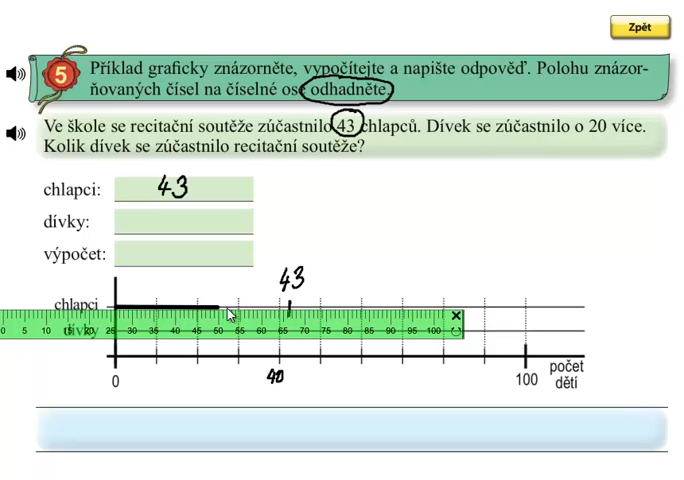 Zpět
5 Příklad graficky znázorněte, vypočítejte a napište odpověď. Polohu znázor-
ňovaných čísel na číselné ose odhadněte.
Ve škole se recitační soutěže zúčastnilo 43 chlapců. Dívek se zúčastnilo o 20 více.
Kolik dívek se zúčastnilo recitační soutěže?
chlapci: 43
dívky:
výpočet:
43
chlapci
0 5 10 15 20 25 30 35 40 45 50 55 60 65 70 75 80 85 90 95 100
dívky
0 40 100 počet
dětí